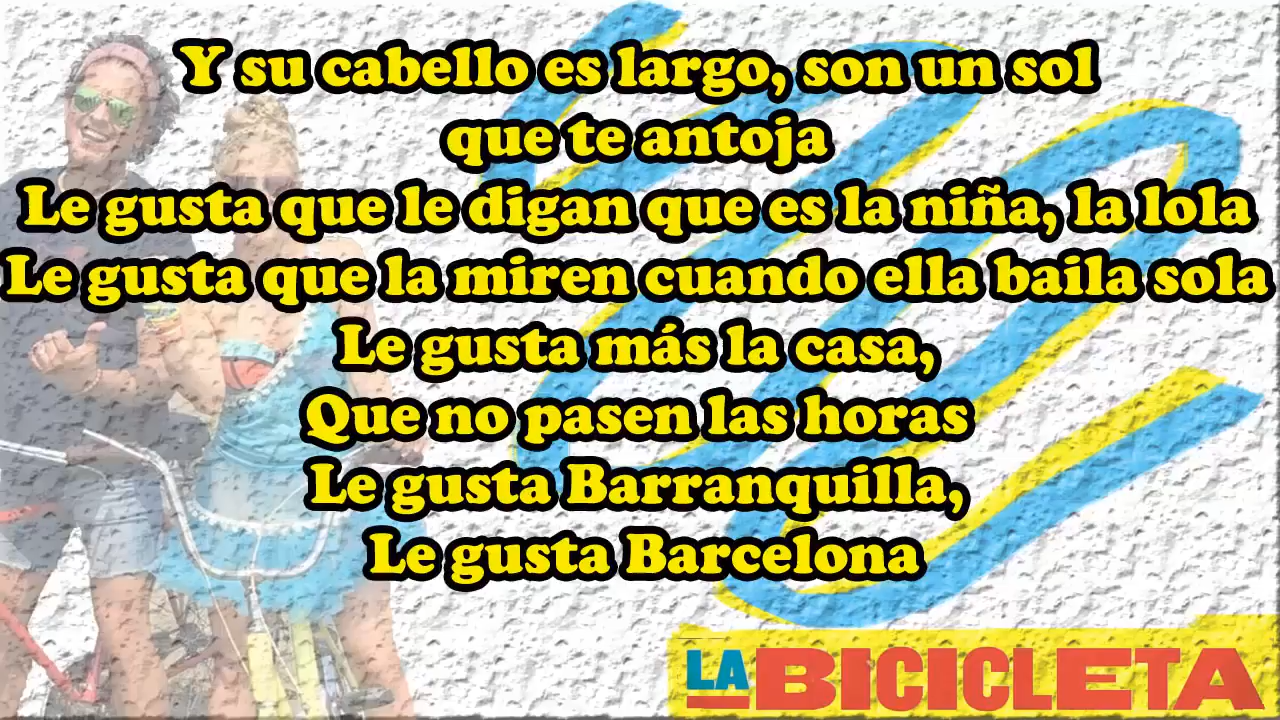 Y su cabello es largo, son un sol
que te antoja
Le gusta que le digan que es la niña, la lola
Le gusta que la miren cuando ella baila sola
Le gusta más la casa,
Que no pasen las horas
Le gusta Barranquilla,
Le gusta Barcelona
LA BICICLETA